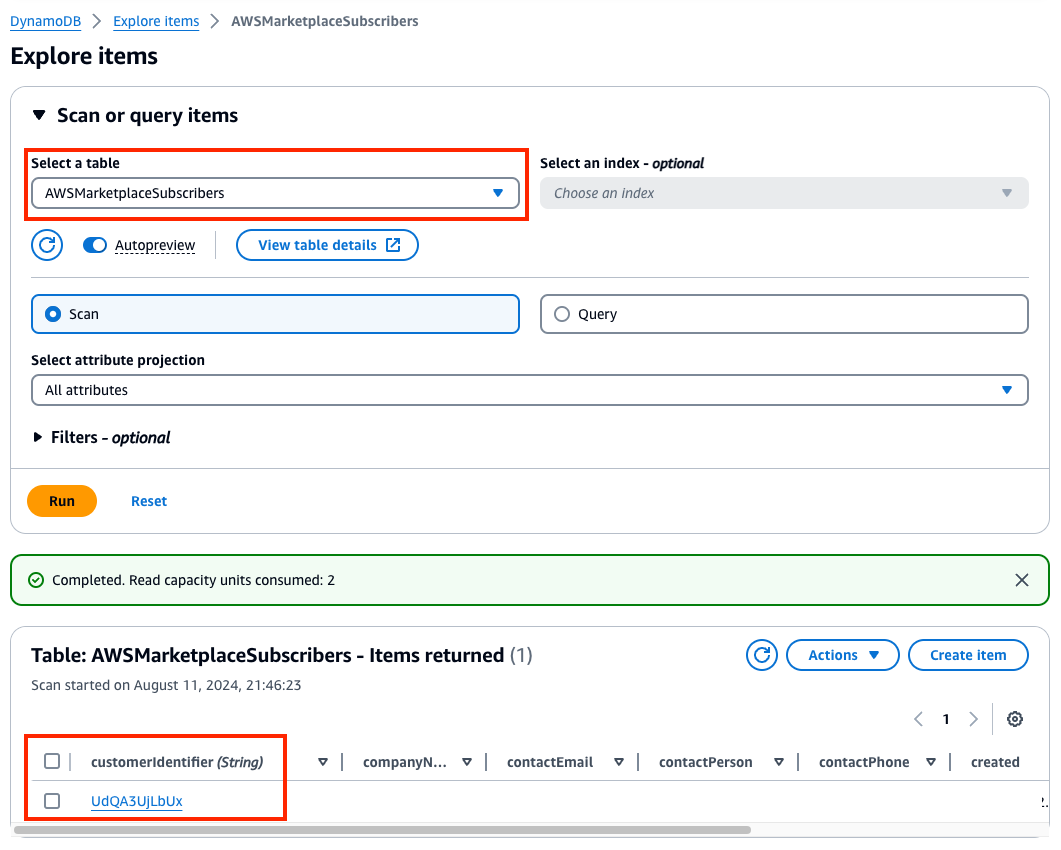 DynamoDB > Explore items > AWSMarketplaceSubscribers
Explore items
Scan or query items
Select a table
AWSMarketplaceSubscribers
Select an index - optional
Choose an index
Autopreview
View table details
Scan
Query
Select attribute projection
All attributes
Filters - optional
Run
Reset
Completed. Read capacity units consumed: 2
Table: AWSMarketplaceSubscribers - Items returned (1)
Actions
Create item
Scan started on August 11, 2024, 21:46:23
1
customerIdentifier (String) companyN... contactEmail contactPerson contactPhone created
UdQA3UjLbUx